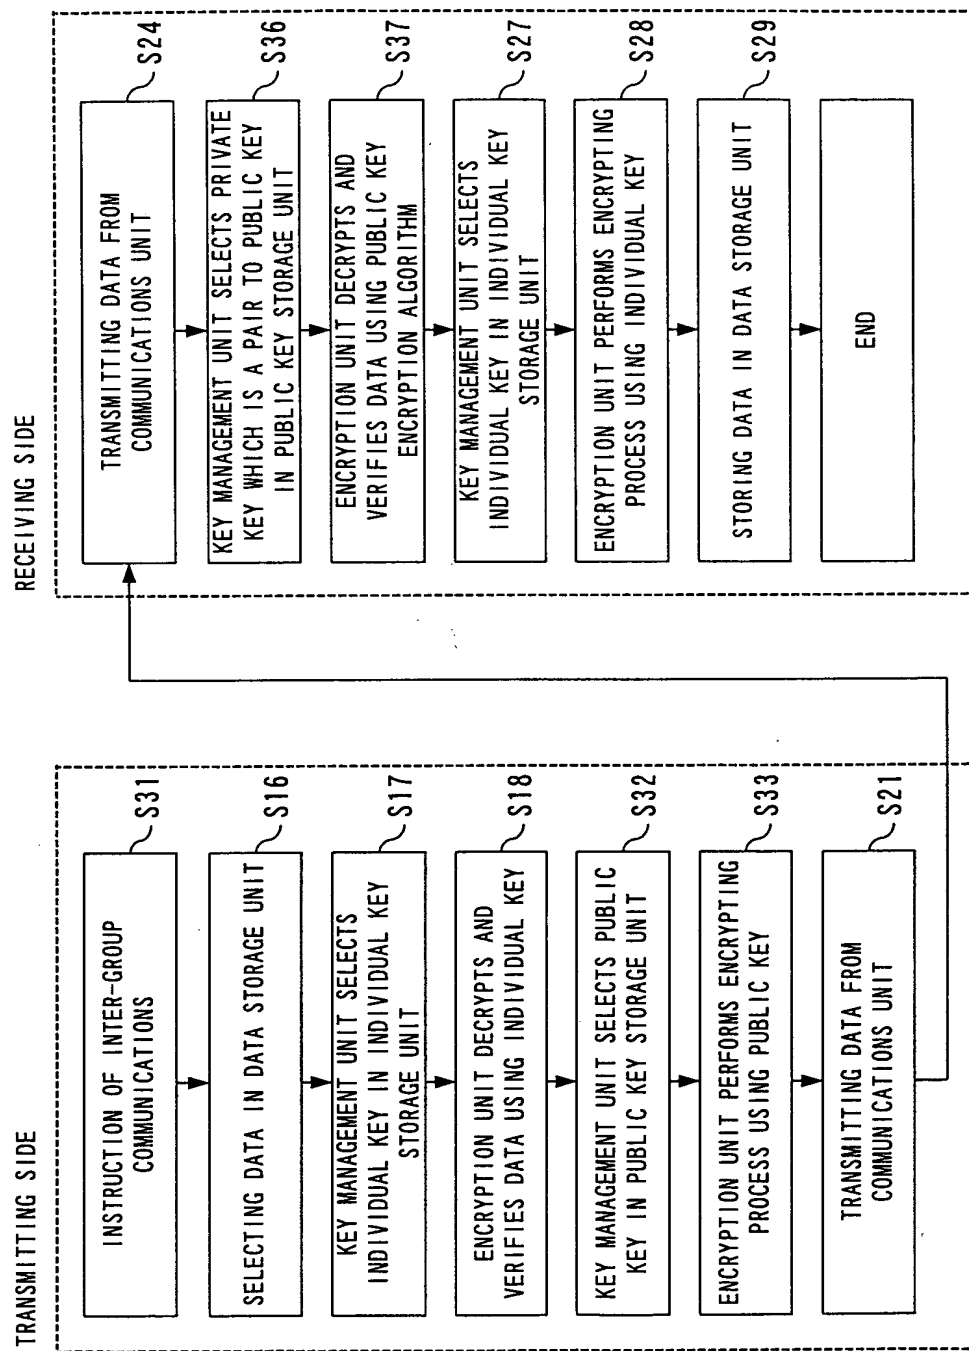 TRANSMITTING SIDE
INSTRUCTION OF INTER-GROUP
COMMUNICATIONS
S31
SELECTING DATA IN DATA STORAGE UNIT
S16
KEY MANAGEMENT UNIT SELECTS
INDIVIDUAL KEY IN INDIVIDUAL KEY
STORAGE UNIT
S17
ENCRYPTION UNIT DECRYPTS AND
VERIFIES DATA USING INDIVIDUAL KEY
S18
KEY MANAGEMENT UNIT SELECTS PUBLIC
KEY IN PUBLIC KEY STORAGE UNIT
S32
ENCRYPTION UNIT PERFORMS ENCRYPTING
PROCESS USING PUBLIC KEY
S33
TRANSMITTING DATA FROM
COMMUNICATIONS UNIT
S21
RECEIVING SIDE
TRANSMITTING DATA FROM
COMMUNICATIONS UNIT
S24
KEY MANAGEMENT UNIT SELECTS PRIVATE
KEY WHICH IS A PAIR TO PUBLIC KEY
IN PUBLIC KEY STORAGE UNIT
S36
ENCRYPTION UNIT DECRYPTS AND
VERIFIES DATA USING PUBLIC KEY
ENCRYPTION ALGORITHM
S37
KEY MANAGEMENT UNIT SELECTS
INDIVIDUAL KEY IN INDIVIDUAL KEY
STORAGE UNIT
S27
ENCRYPTION UNIT PERFORMS ENCRYPTING
PROCESS USING INDIVIDUAL KEY
S28
STORING DATA IN DATA STORAGE UNIT
S29
END